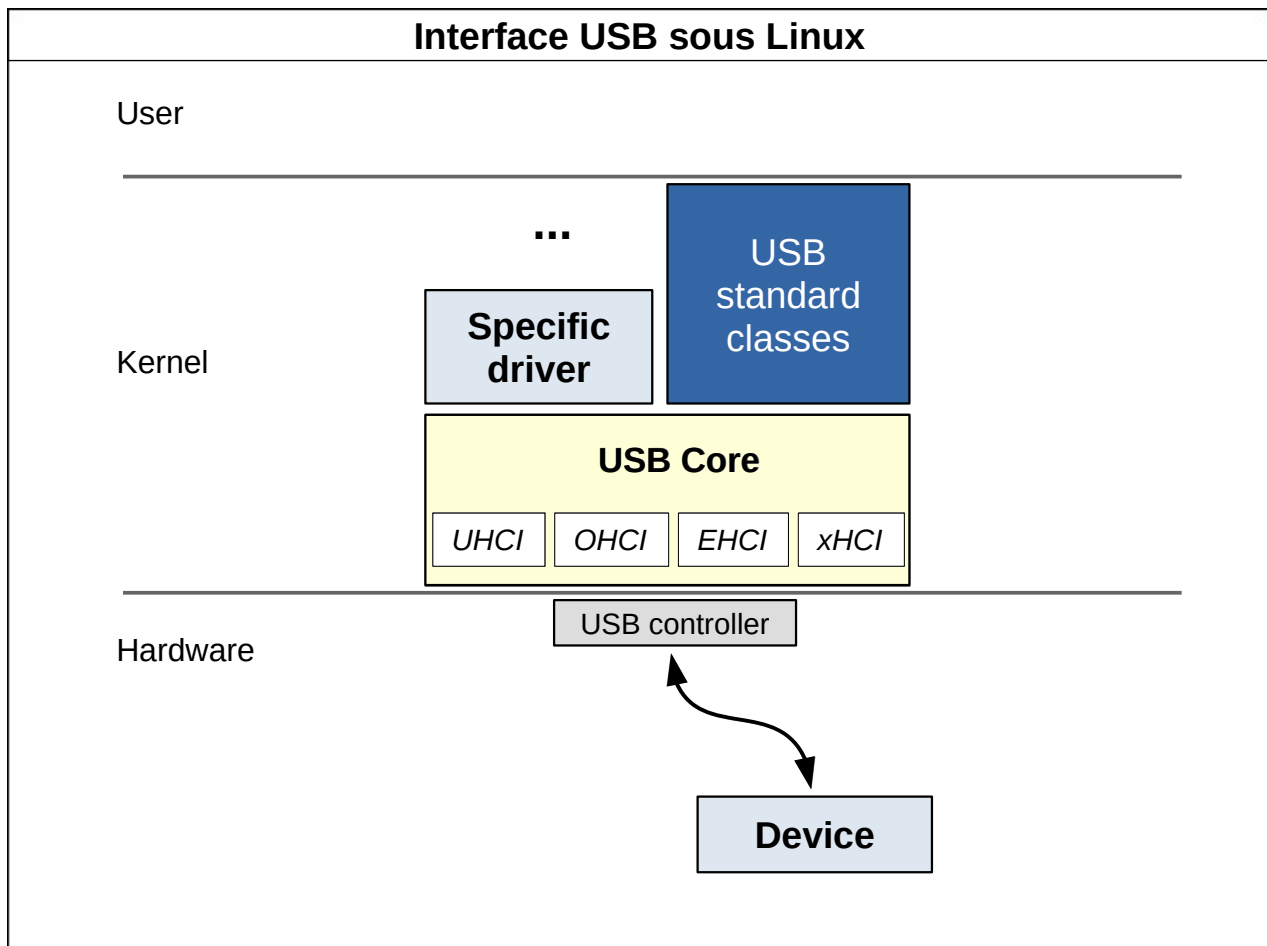 Interface USB sous Linux
User
...
USB
standard
classes
Specific
driver
Kernel
USB Core
UHCI OHCI EHCI xHCI
USB controller
Hardware
Device